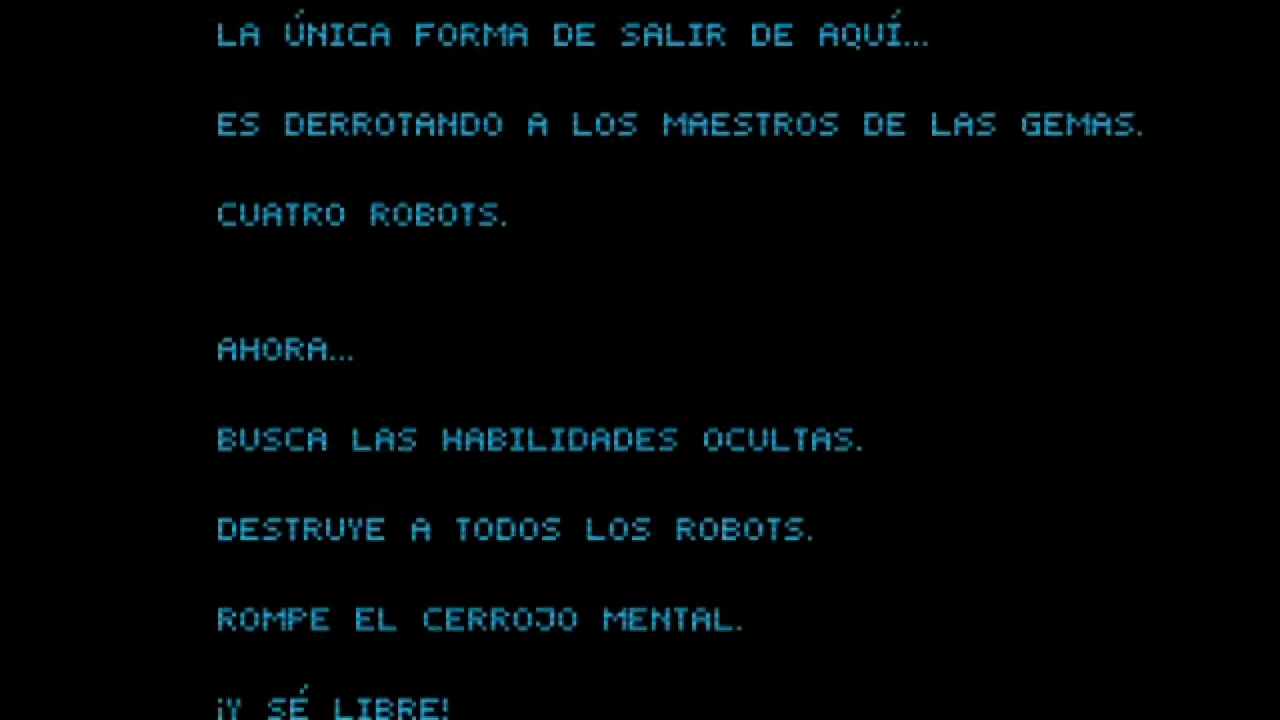 LA ÚNICA FORMA DE SALIR DE AQUÍ...
ES DERROTANDO A LOS MAESTROS DE LAS GEMAS.
CUATRO ROBOTS.
AHORA...
BUSCA LAS HABILIDADES OCULTAS.
DESTRUYE A TODOS LOS ROBOTS.
ROMPE EL CERROJO MENTAL.
¡Y SÉ LIBRE!